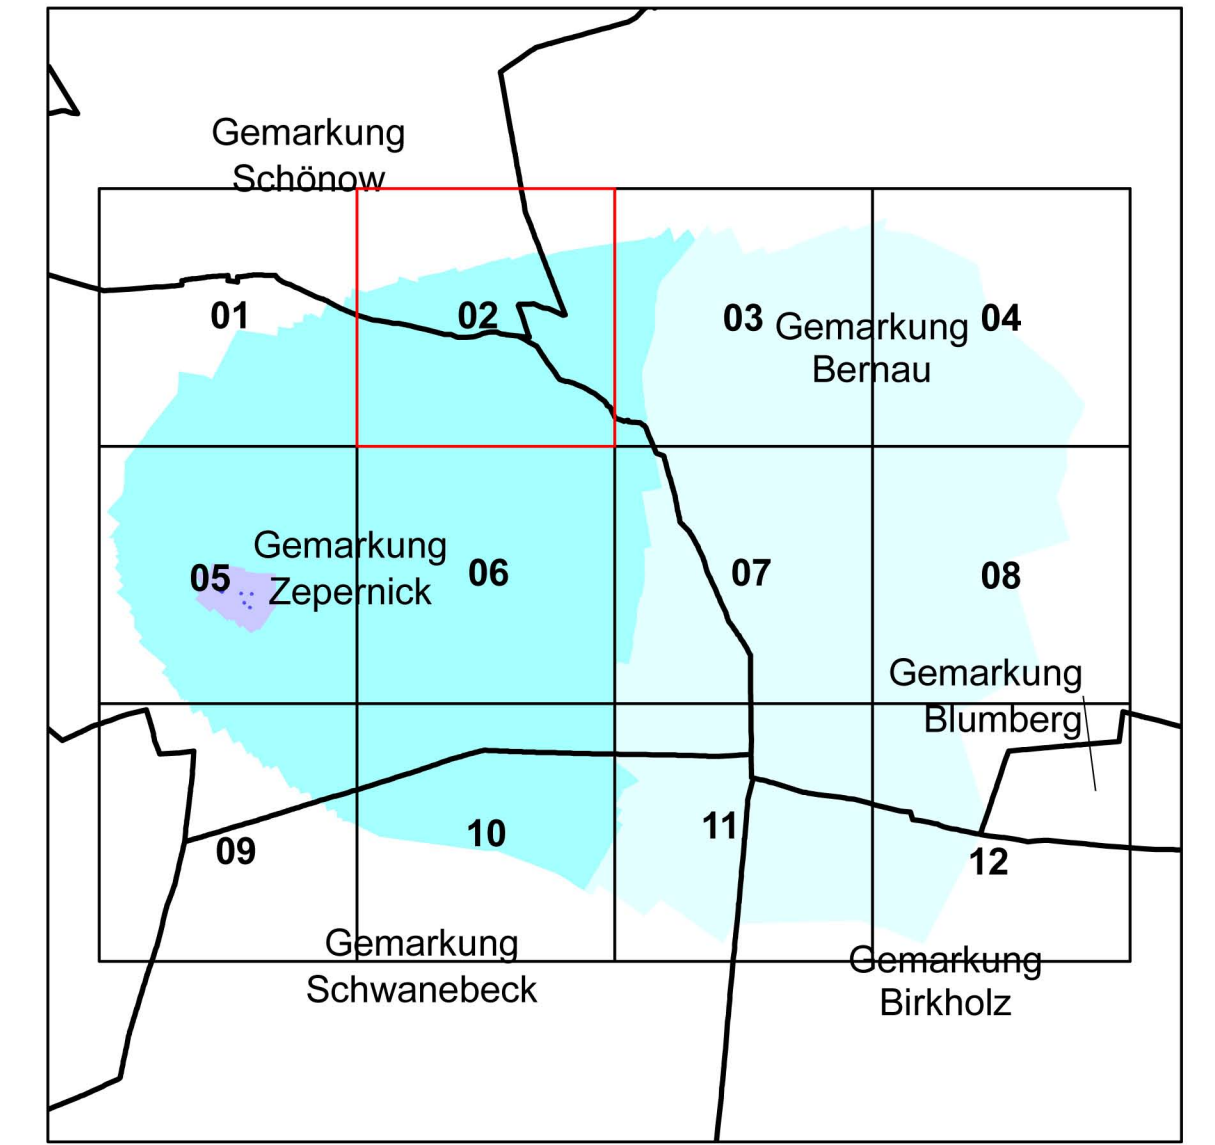 Gemarkung
Schönow
01
02
03
Gemarkung
Bernau
04
Gemarkung
Zepernick
05
06
07
08
Gemarkung
Blumberg
09
10
11
12
Gemarkung
Schwanebeck
Gemarkung
Birkholz